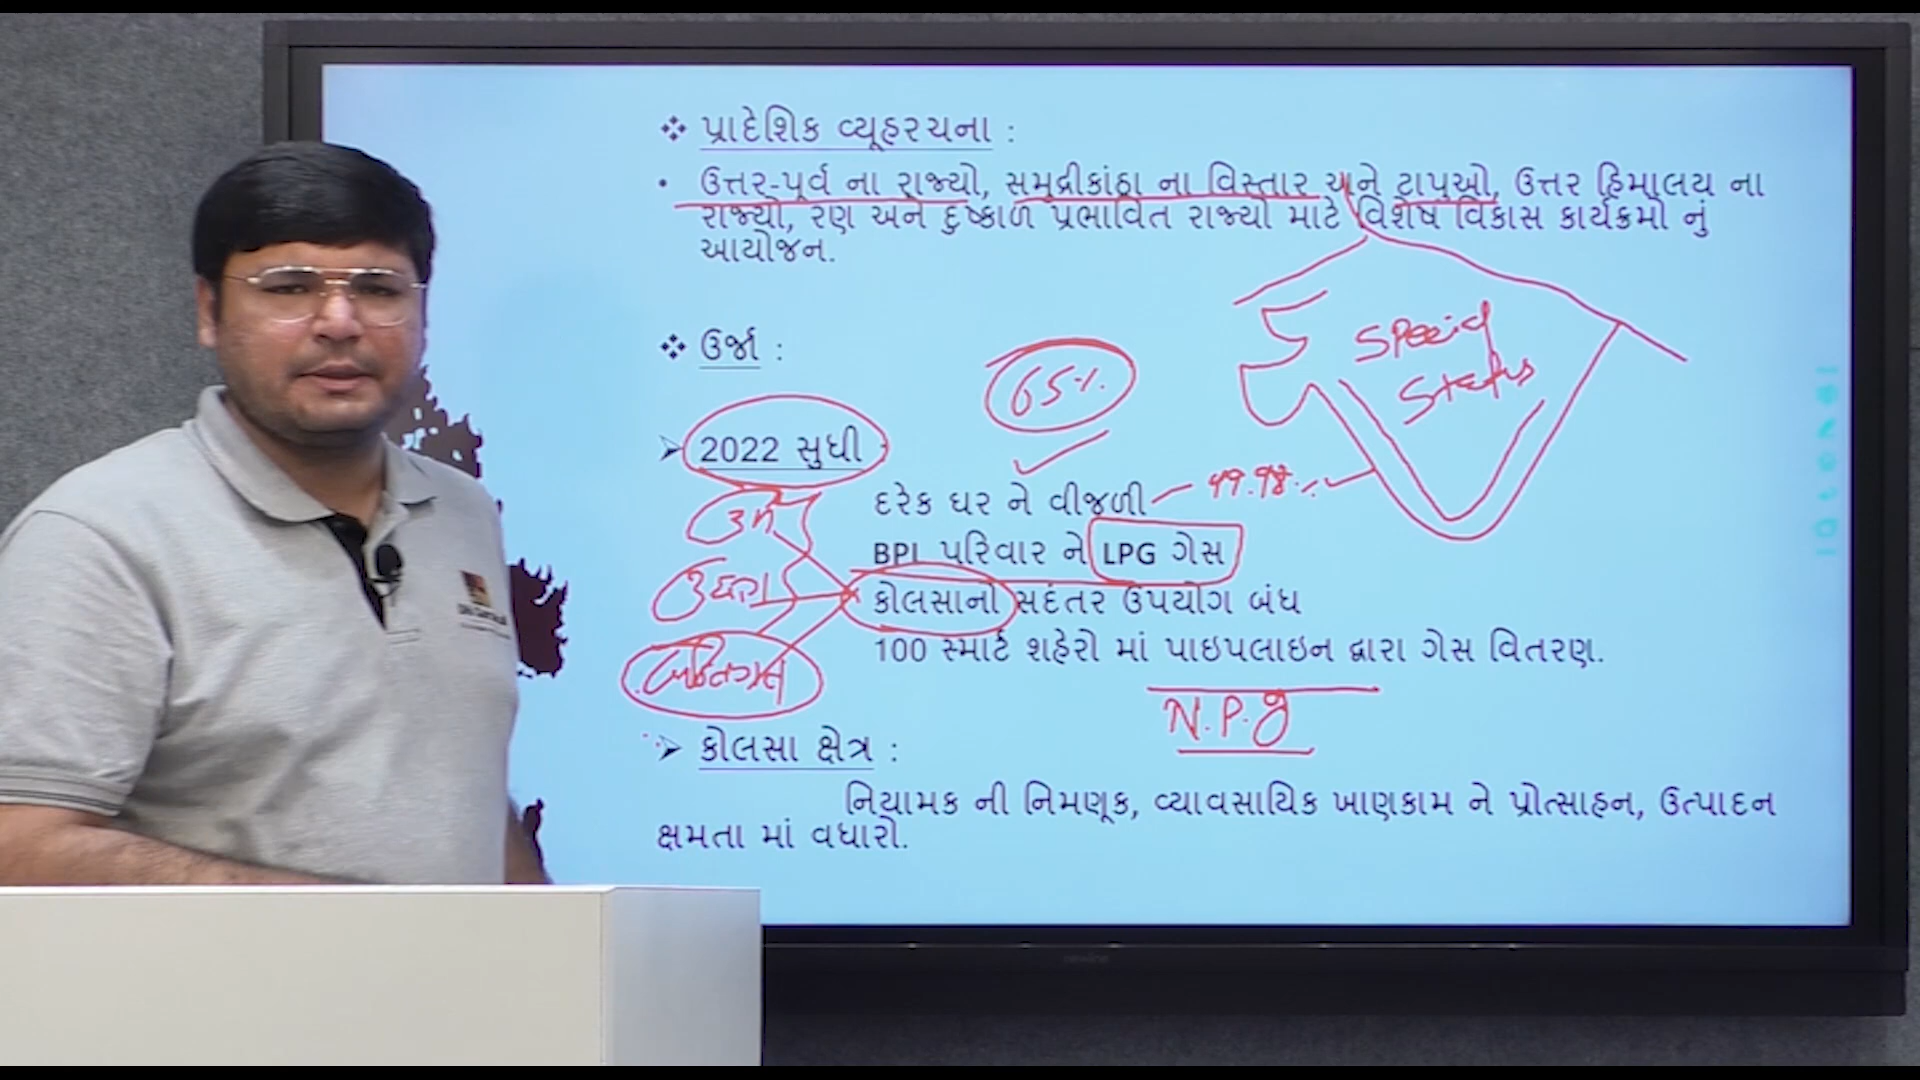 ❖ પ્રાદેશિક વ્યૂહરચના :
• ઉત્તર-પૂર્વ ના રાજ્યો, સમુદ્રીકાંઠા ના વિસ્તાર અને ટાપુઓ, ઉત્તર હિમાલય ના
રાજ્યો, રણ અને દુષ્કાળ પ્રભાવિત રાજ્યો માટે વિશેષ વિકાસ કાર્યક્રમો નું
આયોજન.
Special
Status
❖ ઉર્જા :
65%
➢ 2022 સુધી
દરેક ઘર ને વીજળી
BPL પરિવાર ને LPG ગેસ
કોલસાનો સદંતર ઉપયોગ બંધ
100 સ્માર્ટ શહેરો માં પાઇપલાઇન દ્વારા ગેસ વિતરણ.
N.P.g
➢ કોલસા ક્ષેત્ર :
નિયામક ની નિમણૂક, વ્યાવસાયિક ખાણકામ ને પ્રોત્સાહન, ઉત્પાદન
ક્ષમતા માં વધારો.